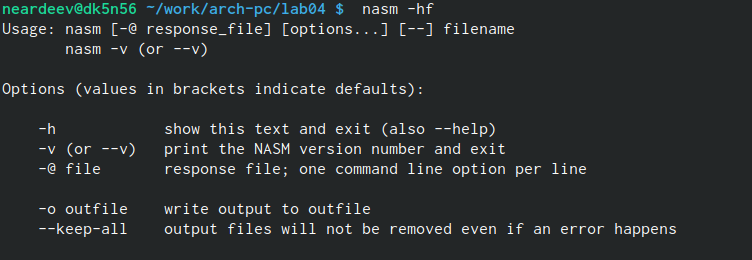 neardeev@dk5n56 ~/work/arch-pc/lab04 $  nasm -hf
Usage: nasm [-@ response_file] [options...] [--] filename
       nasm -v (or --v)

Options (values in brackets indicate defaults):

    -h            show this text and exit (also --help)
    -v (or --v)   print the NASM version number and exit
    -@ file       response file; one command line option per line

    -o outfile    write output to outfile
    --keep-all    output files will not be removed even if an error happens